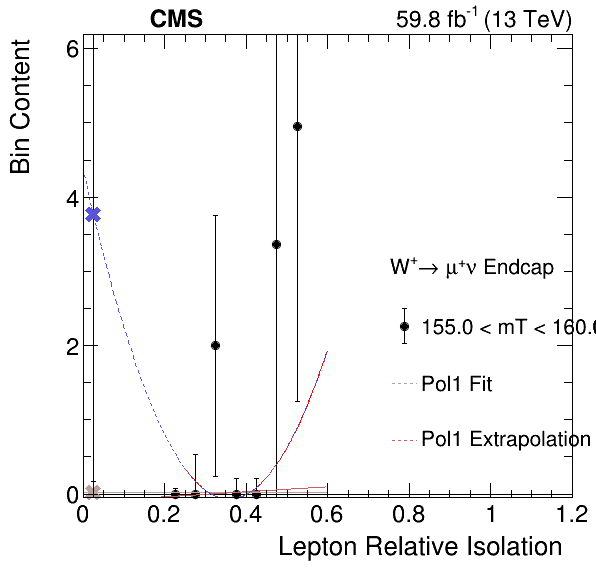 CMS 59.8 fb⁻¹ (13 TeV)
Bin Content
6
4
2
0
W⁺→ μ⁺ν Endcap
155.0 < mT < 160.0
Pol1 Fit
Pol1 Extrapolation
0 0.2 0.4 0.6 0.8 1 1.2
Lepton Relative Isolation